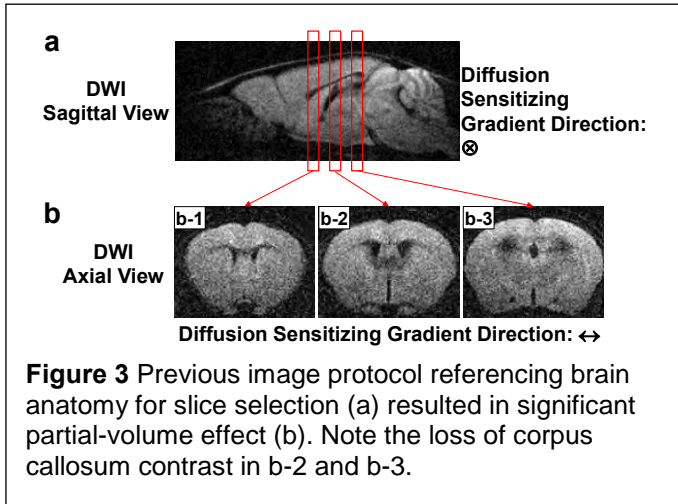 a
DWI
Sagittal View
Diffusion
Sensitizing
Gradient Direction:
⊗
b
DWI
Axial View
b-1
b-2
b-3
Diffusion Sensitizing Gradient Direction: ↔
Figure 3 Previous image protocol referencing brain
anatomy for slice selection (a) resulted in significant
partial-volume effect (b). Note the loss of corpus
callosum contrast in b-2 and b-3.